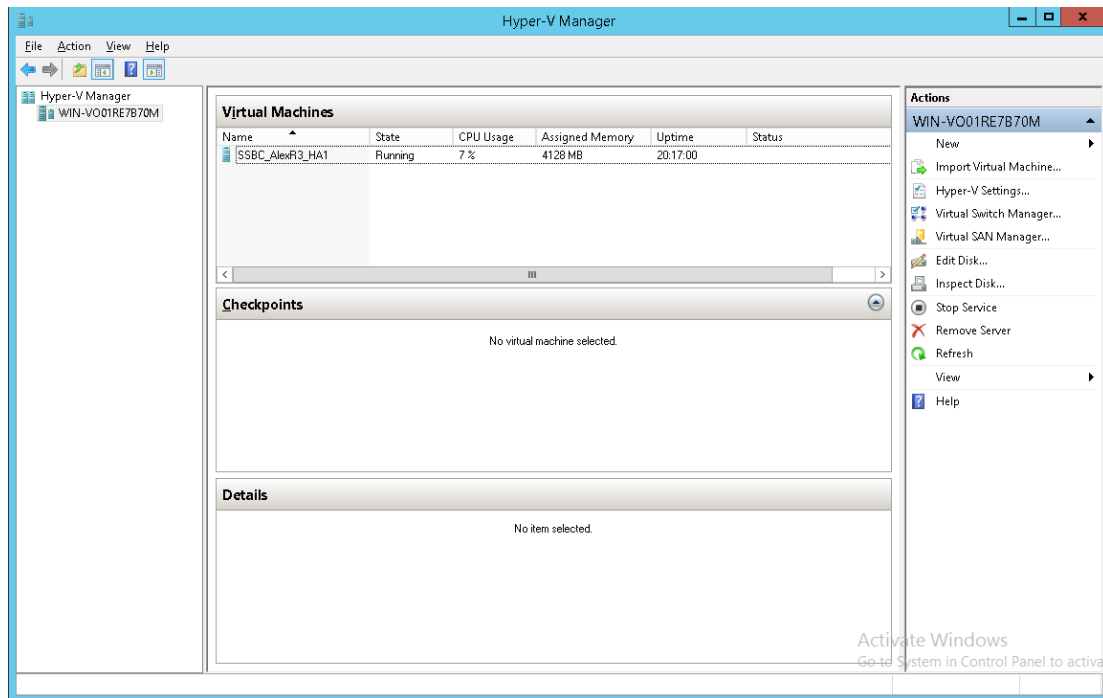 Hyper-V Manager
File Action View Help
Hyper-V Manager
WIN-VO01RE7B70M
Virtual Machines
Name State CPU Usage Assigned Memory Uptime Status
SSBC_AlexR3_HA1 Running 7 % 4128 MB 20:17:00
Checkpoints
No virtual machine selected.
Details
No item selected.
Actions
WIN-VO01RE7B70M
New
Import Virtual Machine...
Hyper-V Settings...
Virtual Switch Manager...
Virtual SAN Manager...
Edit Disk...
Inspect Disk...
Stop Service
Remove Server
Refresh
View
Help
Activate Windows
Go to System in Control Panel to activa